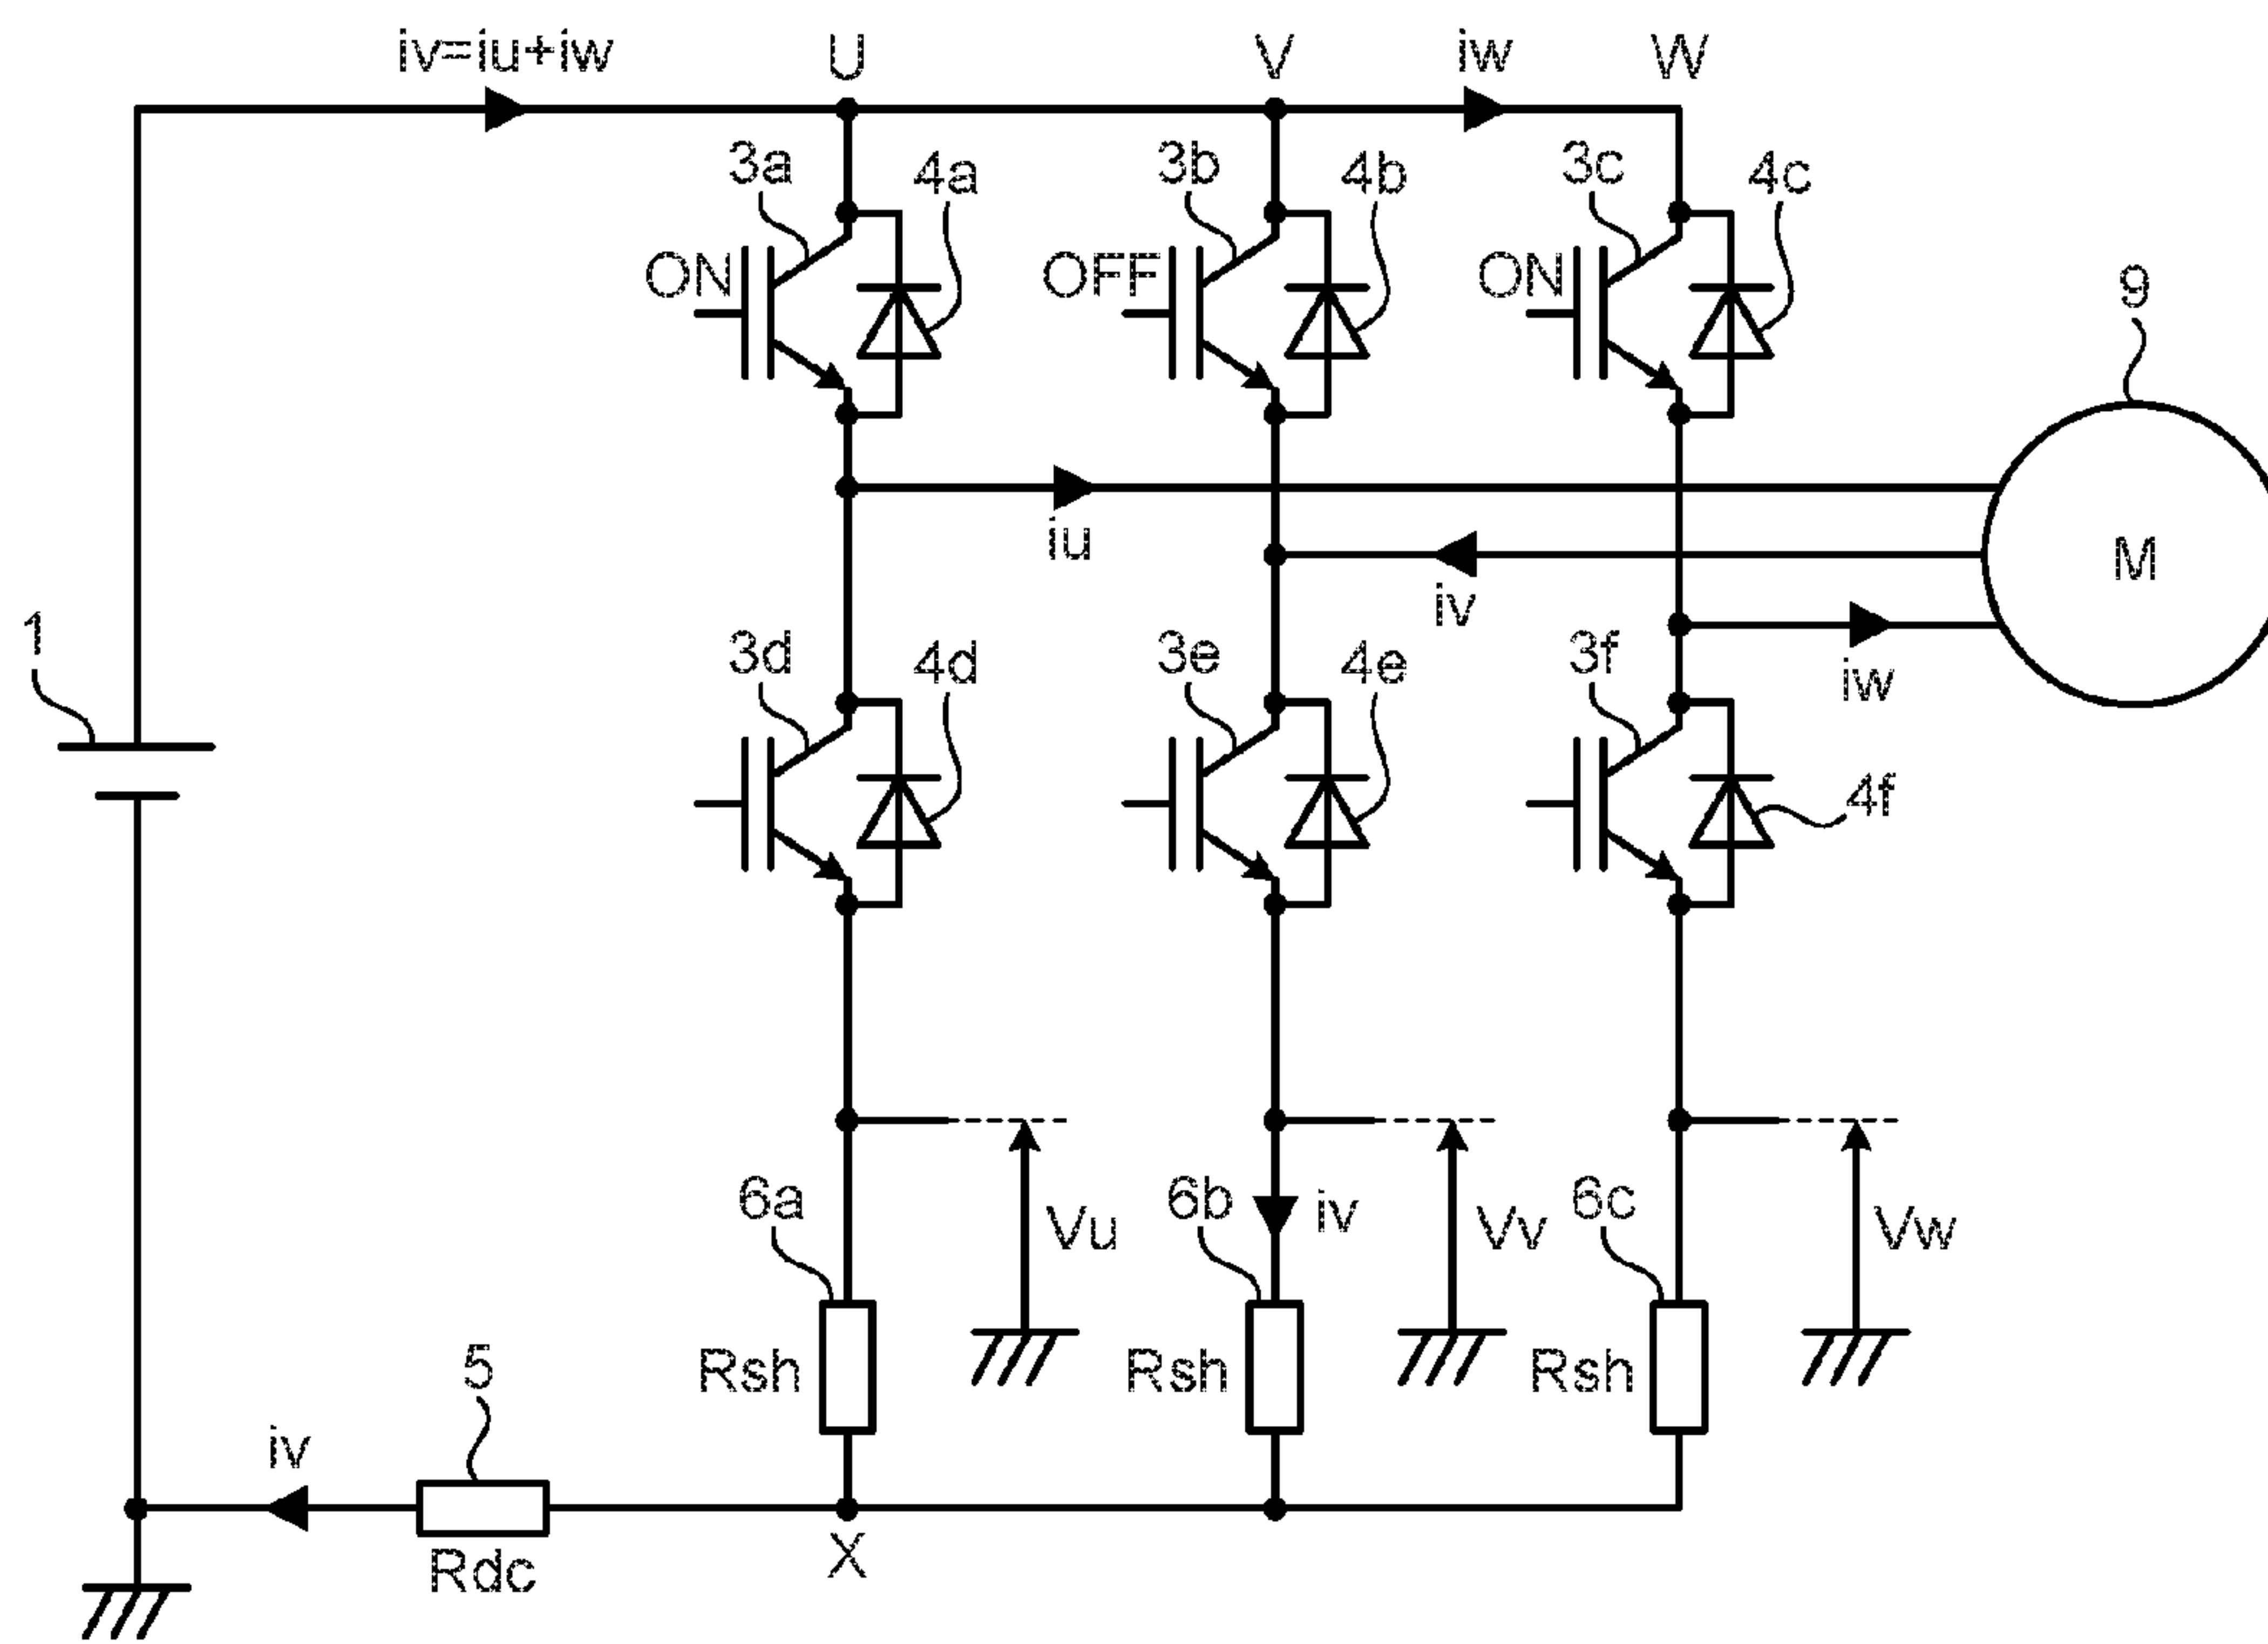 iv=iu+iw
U
V
iw
W
3a
4a
3b
4b
3c
4c
ON
OFF
ON
9
iu
iv
M
iw
1
3d
4d
3e
4e
3f
4f
6a
Vu
6b
iv
Vv
6c
Vw
Rsh
Rsh
Rsh
5
iv
Rdc
X